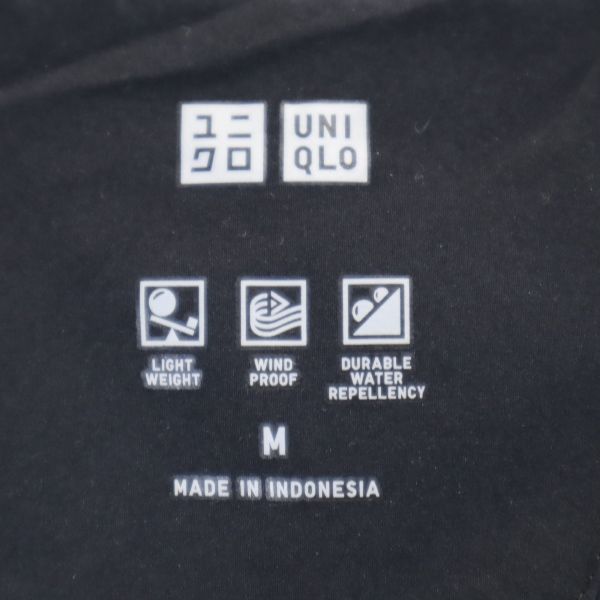 ユニ UNI
クロ QLO
LIGHT WIND DURABLE
WEIGHT PROOF WATER
REPELLENCY
M
MADE IN INDONESIA